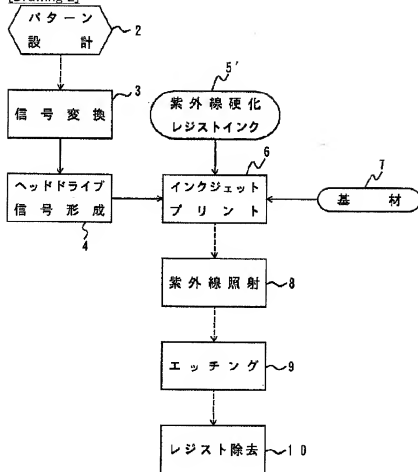 [Drawing 2]
パターン
設計
2
3
信号変換
5'
紫外線硬化
レジストインク
ヘッドドライブ
信号形成
4
6
インクジェット
プリント
7
基材
紫外線照射
8
エッチング
9
レジスト除去
10